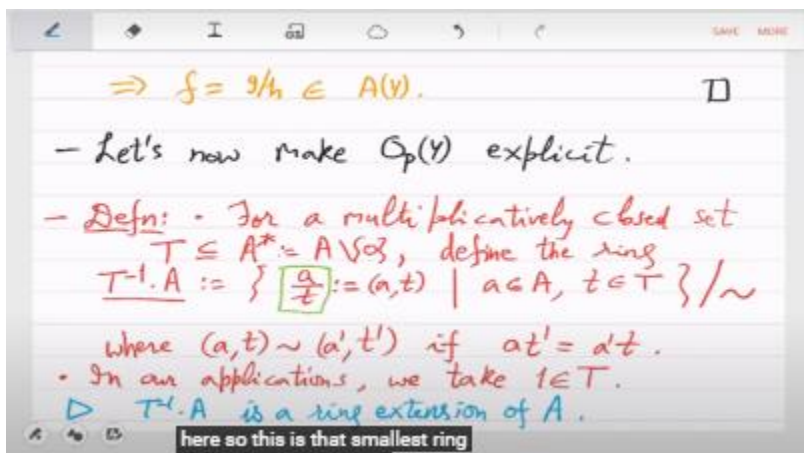 SAVE MORE
⇒ f = g/h ∈ A(Y). □
- Let's now make O_p(Y) explicit.
- Defn: · For a multiplicatively closed set
T ⊆ A* := A\{0}, define the ring
T⁻¹·A := { a/t := (a,t) | a∈A, t∈T }/~
where (a,t) ~ (a',t') if at' = a't.
· In our applications, we take 1∈T.
▷ T⁻¹·A is a ring extension of A.
here so this is that smallest ring